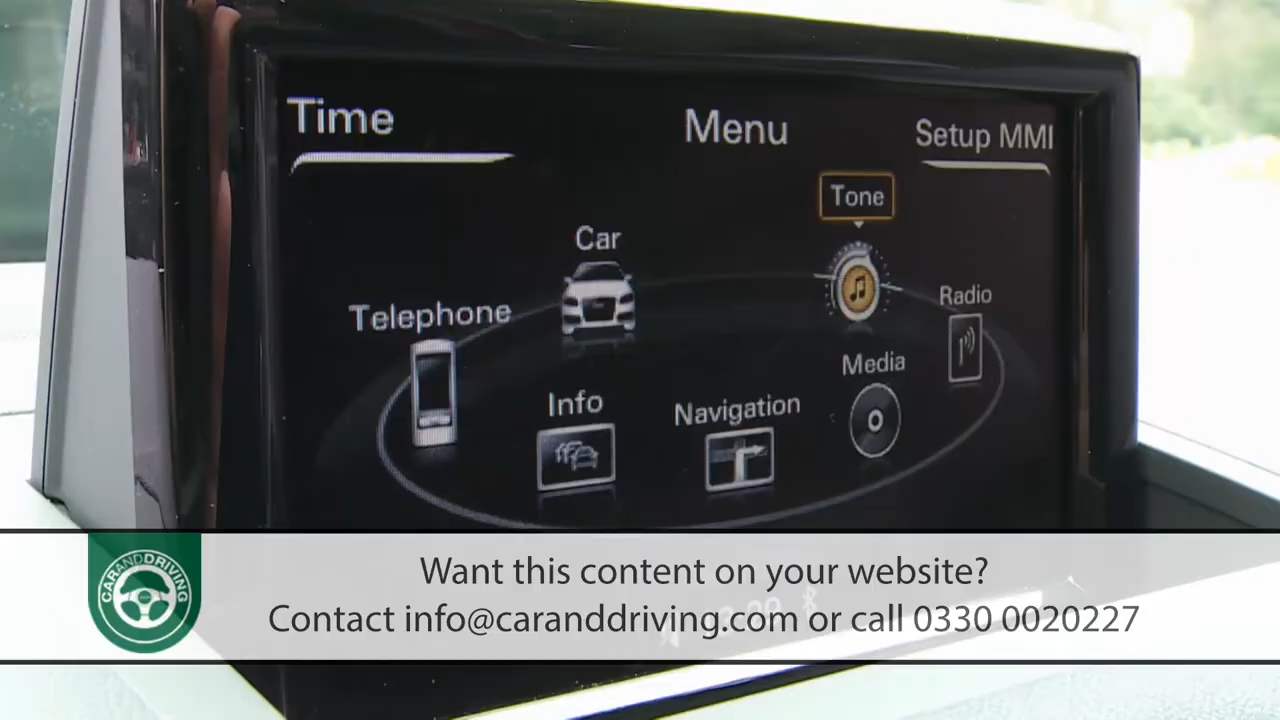 Time
Menu
Setup MMI
Tone
Car
Radio
Telephone
Media
Info
Navigation
CARANDDRIVING
Want this content on your website?
Contact info@caranddriving.com or call 0330 0020227